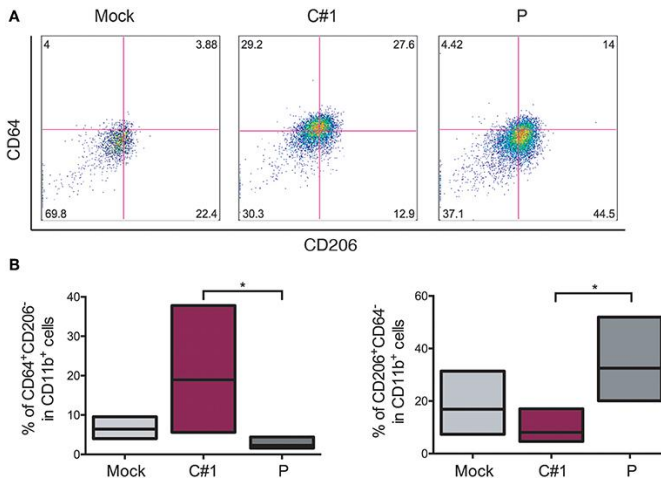 A
Mock
C#1
P
4
3.88
69.8
22.4
29.2
27.6
30.3
12.9
4.42
14
37.1
44.5
CD64
CD206
B
% of CD64⁺CD206⁻
in CD11b⁺ cells
40
30
20
10
0
*
Mock
C#1
P
% of CD206⁺CD64⁻
in CD11b⁺ cells
60
40
20
0
*
Mock
C#1
P